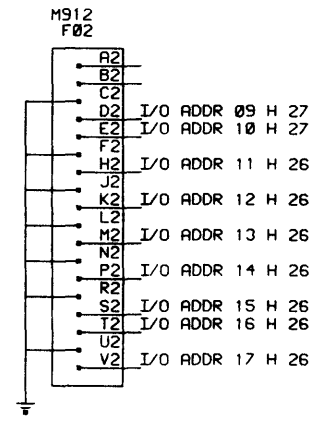 M912
F02
A2
B2
C2
D2 I/O ADDR 09 H 27
E2 I/O ADDR 10 H 27
F2
H2 I/O ADDR 11 H 26
J2
K2 I/O ADDR 12 H 26
L2
M2 I/O ADDR 13 H 26
N2
P2 I/O ADDR 14 H 26
R2
S2 I/O ADDR 15 H 26
T2 I/O ADDR 16 H 26
U2
V2 I/O ADDR 17 H 26